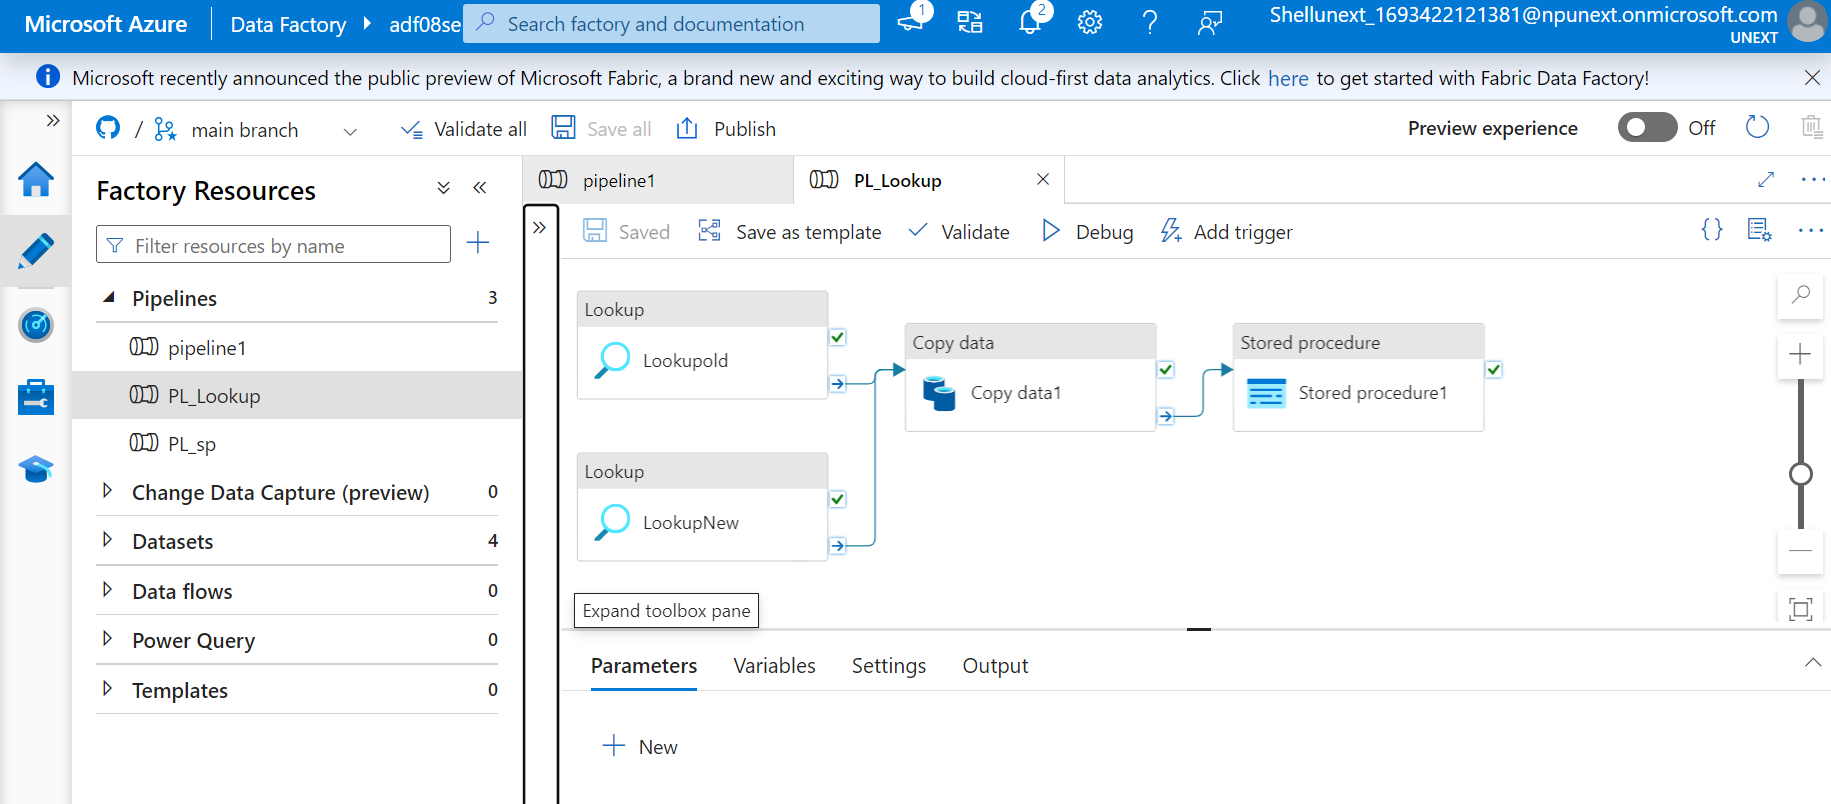 Microsoft Azure
Data Factory
adf08se
Search factory and documentation
1
2
Shellunext_1693422121381@npunext.onmicrosoft.com
UNEXT
Microsoft recently announced the public preview of Microsoft Fabric, a brand new and exciting way to build cloud-first data analytics. Click here to get started with Fabric Data Factory!
/ main branch
Validate all
Save all
Publish
Preview experience
Off
Factory Resources
Filter resources by name
Pipelines 3
pipeline1
PL_Lookup
PL_sp
Change Data Capture (preview) 0
Datasets 4
Data flows 0
Power Query 0
Templates 0
pipeline1
PL_Lookup
Saved
Save as template
Validate
Debug
Add trigger
{}
Lookup
Lookupold
Copy data
Copy data1
Stored procedure
Stored procedure1
Lookup
LookupNew
Expand toolbox pane
Parameters
Variables
Settings
Output
New